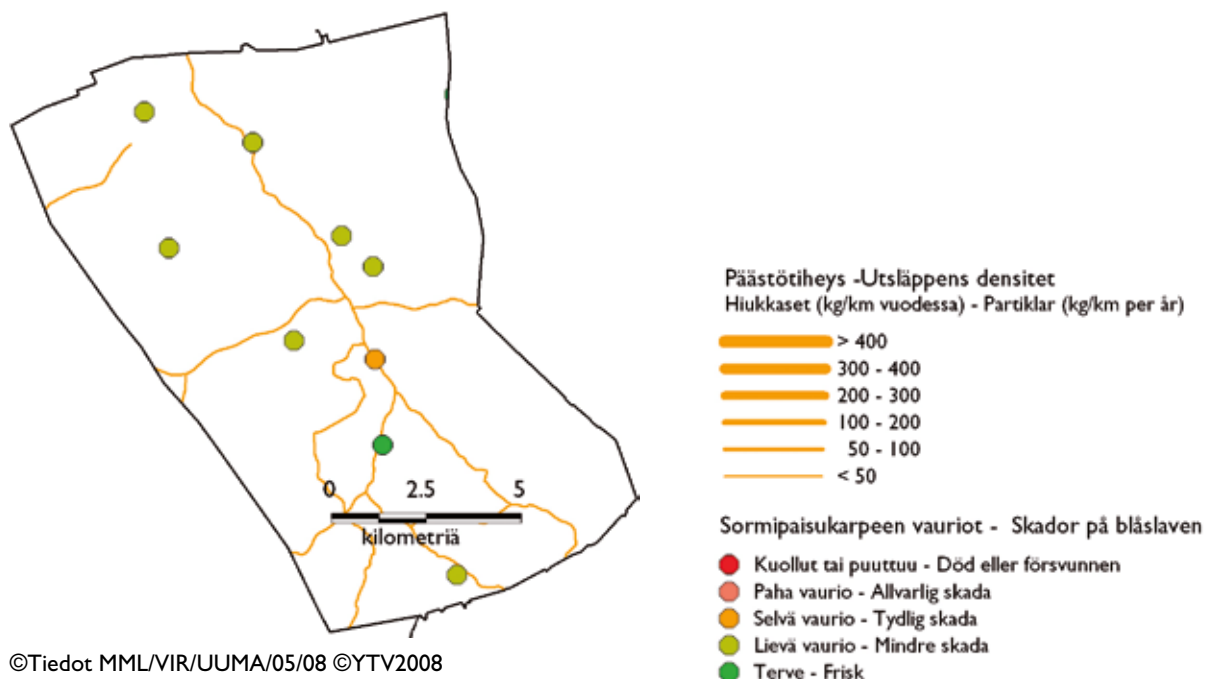 Päästötiheys -Utsläppens densitet
Hiukkaset (kg/km vuodessa) - Partiklar (kg/km per år)
> 400
300 - 400
200 - 300
100 - 200
50 - 100
< 50
0 2.5 5
kilometriä
Sormipaisukarpeen vauriot - Skador på blåslaven
Kuollut tai puuttuu - Död eller försvunnen
Paha vaurio - Allvarlig skada
Selvä vaurio - Tydlig skada
Lievä vaurio - Mindre skada
Terve - Frisk
©Tiedot MML/VIR/UUMA/05/08 ©YTV2008